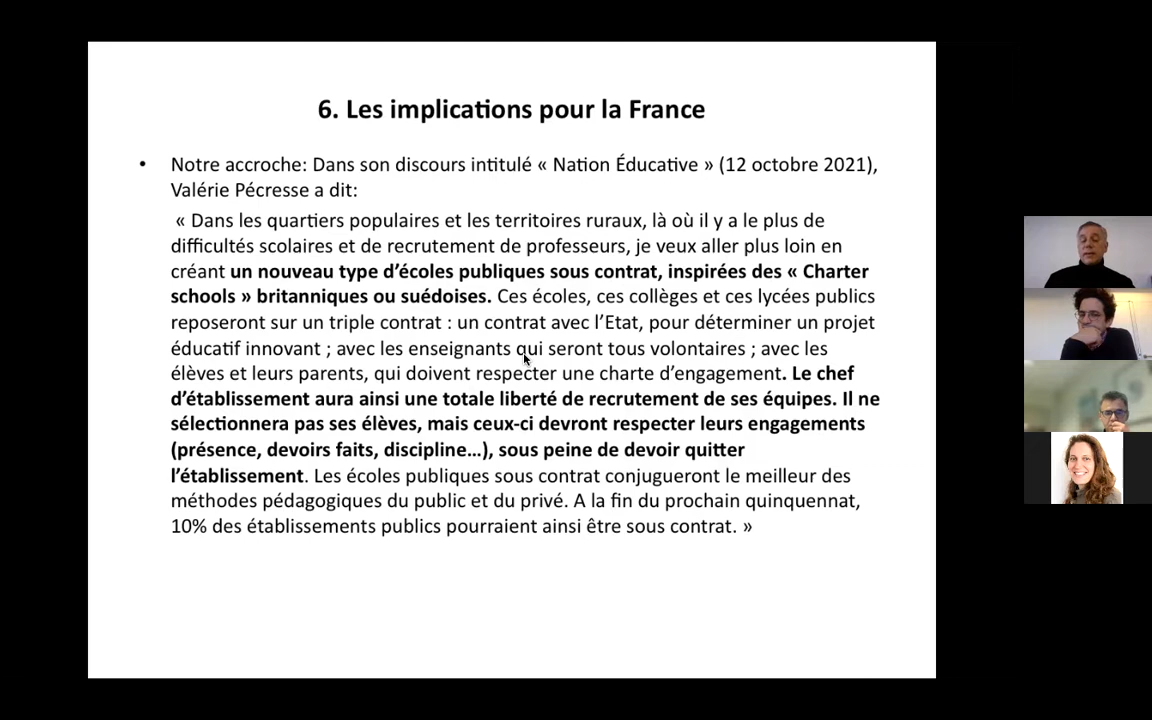 6. Les implications pour la France
• Notre accroche: Dans son discours intitulé « Nation Éducative » (12 octobre 2021),
Valérie Pécresse a dit:
« Dans les quartiers populaires et les territoires ruraux, là où il y a le plus de
difficultés scolaires et de recrutement de professeurs, je veux aller plus loin en
créant un nouveau type d’écoles publiques sous contrat, inspirées des « Charter
schools » britanniques ou suédoises. Ces écoles, ces collèges et ces lycées publics
reposeront sur un triple contrat : un contrat avec l’Etat, pour déterminer un projet
éducatif innovant ; avec les enseignants qui seront tous volontaires ; avec les
élèves et leurs parents, qui doivent respecter une charte d’engagement. Le chef
d’établissement aura ainsi une totale liberté de recrutement de ses équipes. Il ne
sélectionnera pas ses élèves, mais ceux-ci devront respecter leurs engagements
(présence, devoirs faits, discipline…), sous peine de devoir quitter
l’établissement. Les écoles publiques sous contrat conjugueront le meilleur des
méthodes pédagogiques du public et du privé. A la fin du prochain quinquennat,
10% des établissements publics pourraient ainsi être sous contrat. »